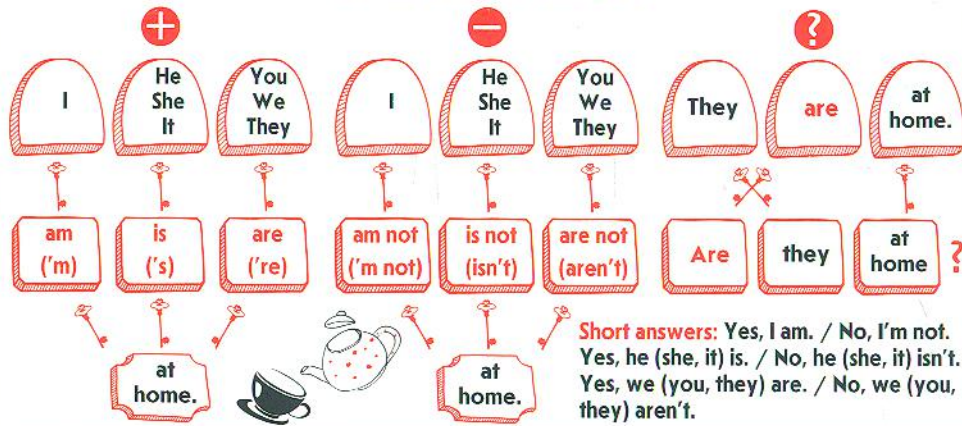 +
I
He
She
It
You
We
They
am
('m)
is
('s)
are
('re)
at
home.
−
I
He
She
It
You
We
They
am not
('m not)
is not
(isn't)
are not
(aren't)
at
home.
?
They
are
at
home.
Are
they
at
home
?
Short answers: Yes, I am. / No, I'm not.
Yes, he (she, it) is. / No, he (she, it) isn't.
Yes, we (you, they) are. / No, we (you,
they) aren't.